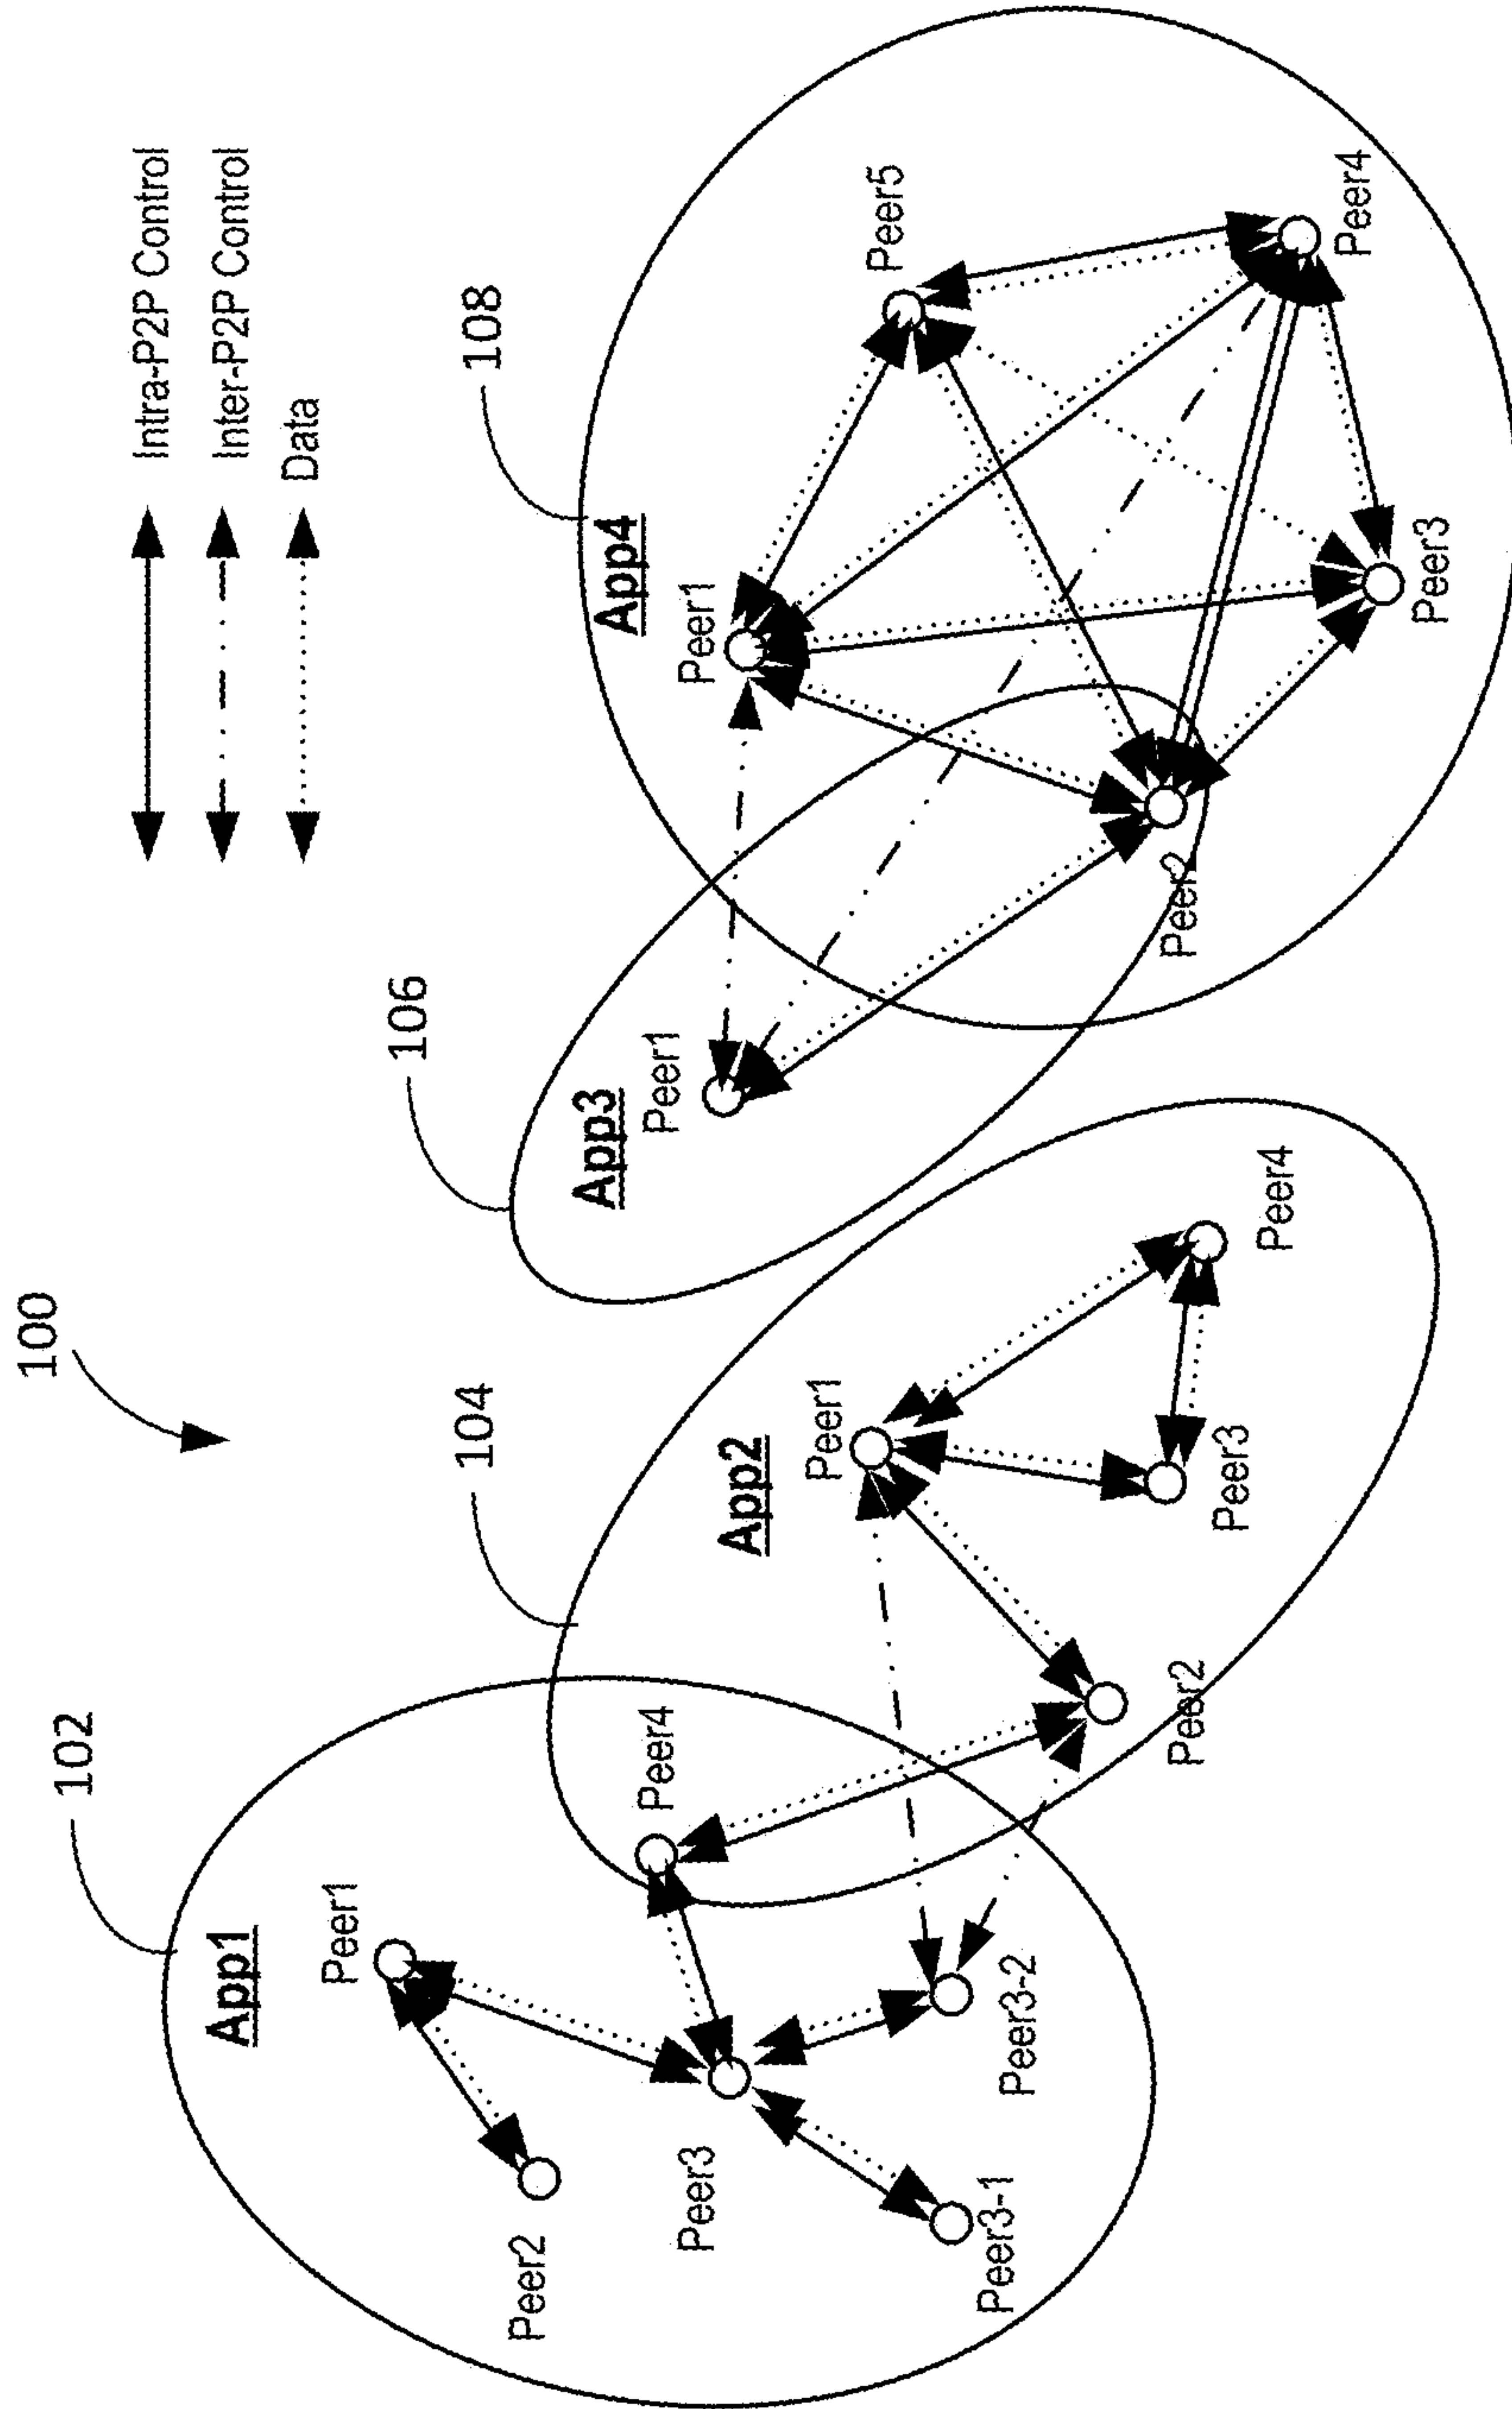 100
Intra-P2P Control
Inter-P2P Control
Data
102
App1
Peer1
Peer2
Peer3
Peer4
Peer3-1
Peer3-2
104
App2
Peer1
Peer2
Peer3
Peer4
106
App3
Peer1
Peer2
108
App4
Peer1
Peer5
Peer3
Peer4